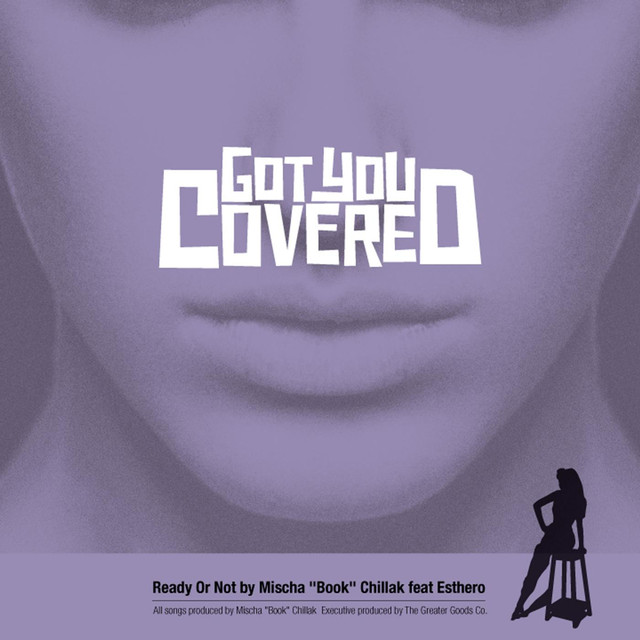 GOT YOU
COVERED
Ready Or Not by Mischa "Book" Chillak feat Esthero
All songs produced by Mischa "Book" Chillak Executive produced by The Greater Goods Co.